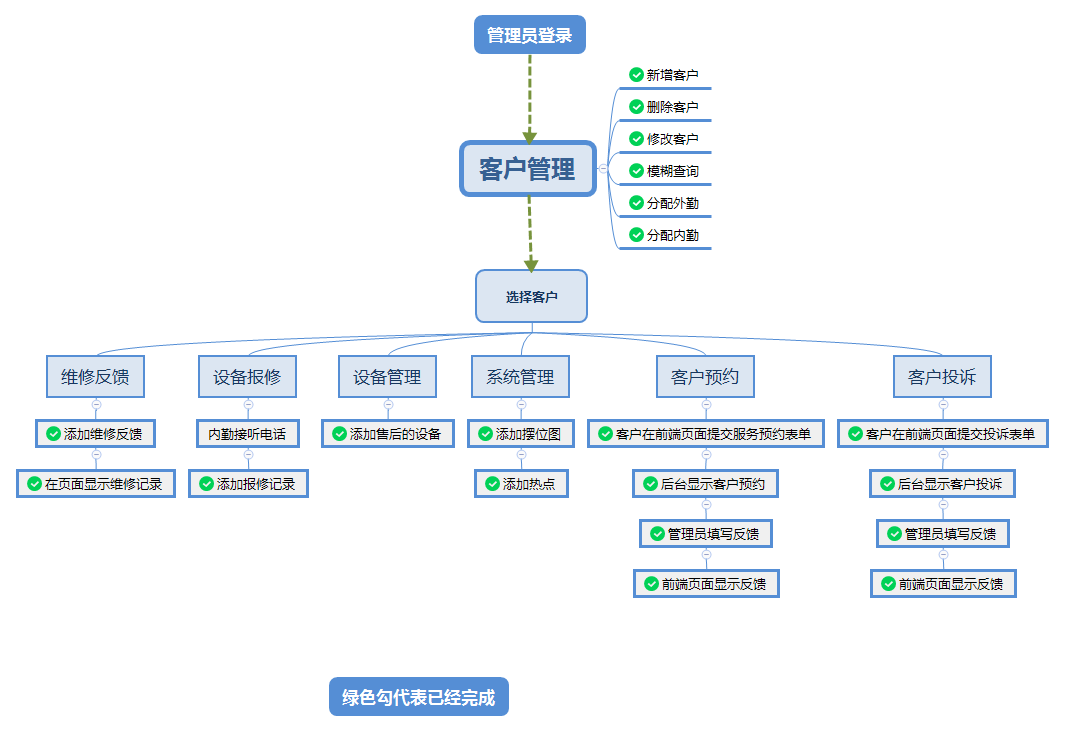 管理员登录
新增客户
删除客户
客户管理
修改客户
模糊查询
分配外勤
分配内勤
选择客户
维修反馈
设备报修
设备管理
系统管理
客户预约
客户投诉
添加维修反馈
内勤接听电话
添加售后的设备
添加摆位图
客户在前端页面提交服务预约表单
客户在前端页面提交投诉表单
在页面显示维修记录
添加报修记录
添加热点
后台显示客户预约
后台显示客户投诉
管理员填写反馈
管理员填写反馈
前端页面显示反馈
前端页面显示反馈
绿色勾代表已经完成